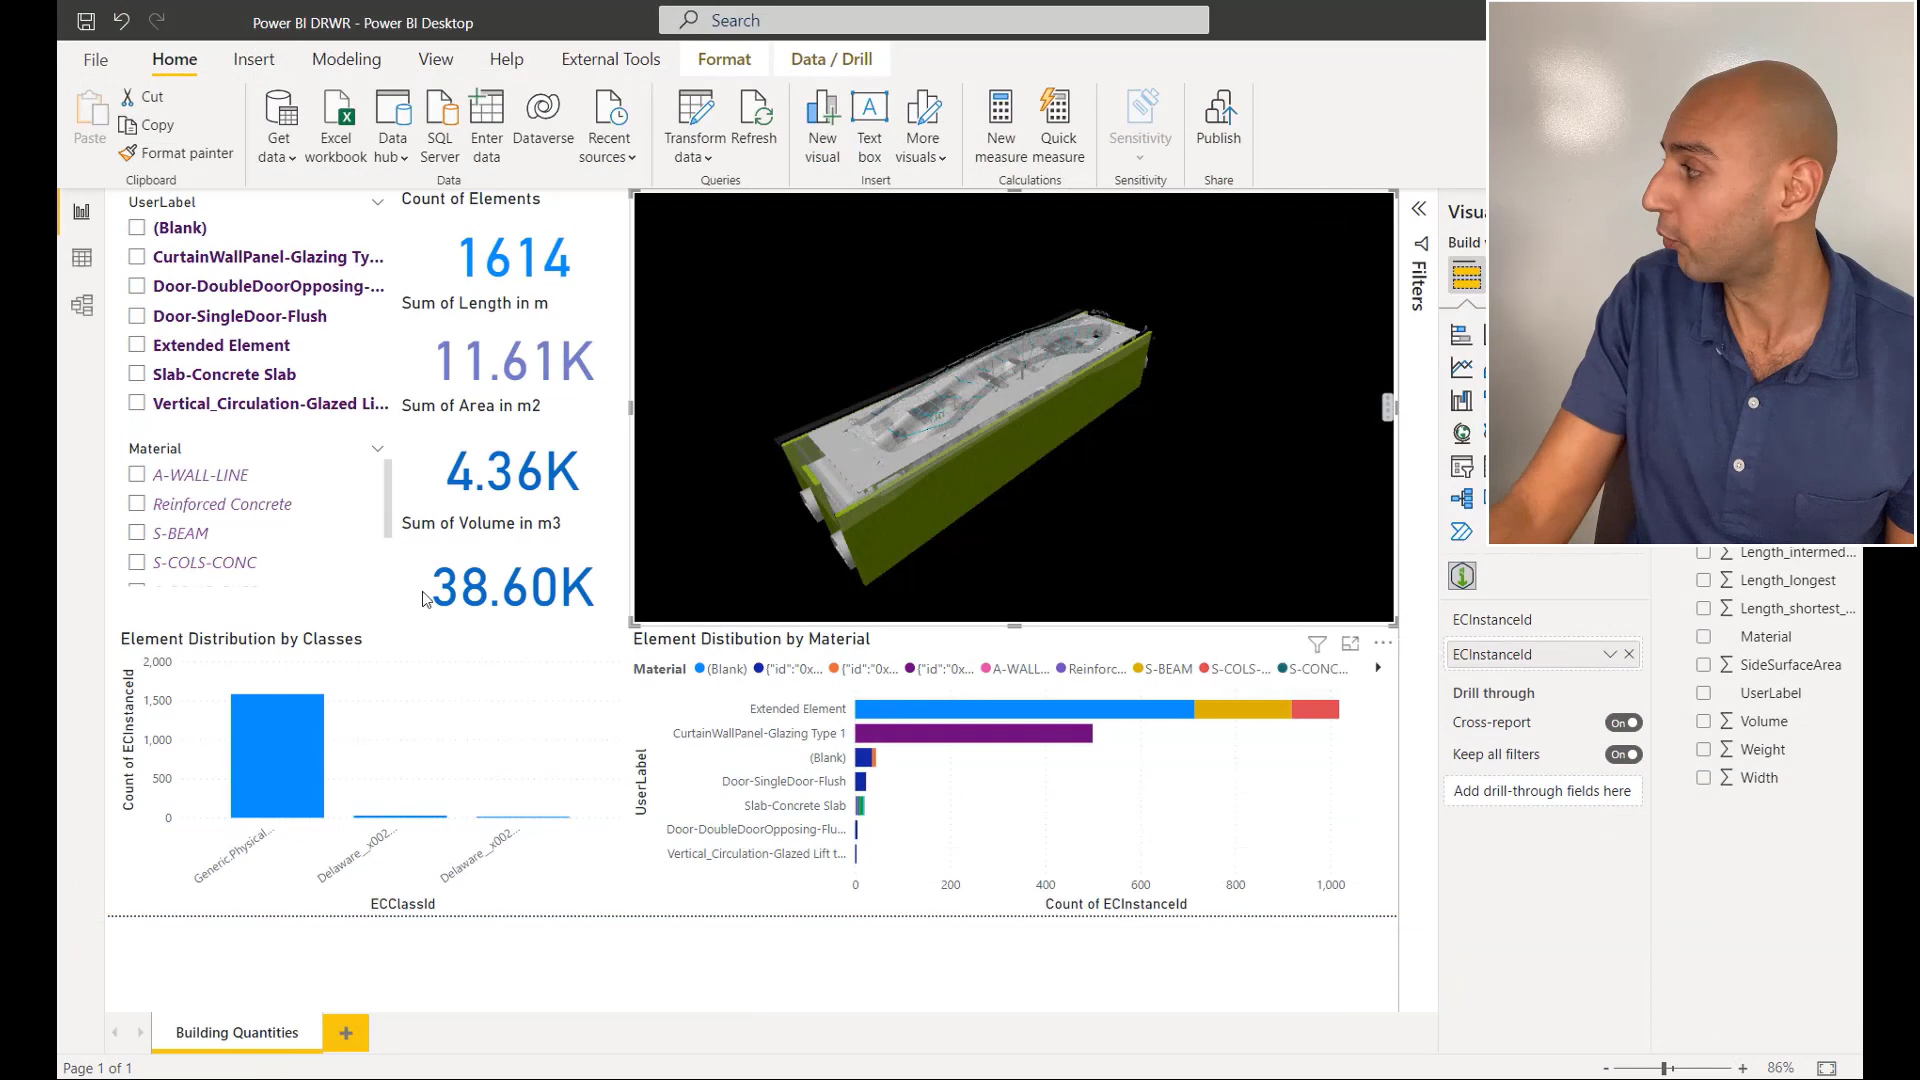 Power BI DRWR - Power BI Desktop
Search
File Home Insert Modeling View Help External Tools Format Data / Drill
Paste
Cut
Copy
Format painter
Clipboard
Get data
Excel workbook
Data hub
SQL Server
Enter data
Dataverse
Recent sources
Data
Transform data
Refresh
Queries
New visual
Text box
More visuals
Insert
New measure
Quick measure
Calculations
Sensitivity
Sensitivity
Publish
Share
UserLabel
(Blank)
CurtainWallPanel-Glazing Ty...
Door-DoubleDoorOpposing-...
Door-SingleDoor-Flush
Extended Element
Slab-Concrete Slab
Vertical_Circulation-Glazed Li...
Material
A-WALL-LINE
Reinforced Concrete
S-BEAM
S-COLS-CONC
Count of Elements
1614
Sum of Length in m
11.61K
Sum of Area in m2
4.36K
Sum of Volume in m3
38.60K
Filters
Build
ECInstanceId
ECInstanceId
Drill through
Cross-report On
Keep all filters On
Add drill-through fields here
Length_intermed...
Length_longest
Length_shortest_...
Material
SideSurfaceArea
UserLabel
Volume
Weight
Width
Element Distribution by Classes
Count of ECInstanceId
2,000
1,500
1,000
500
0
Generic.Physical...
Delaware__x002...
Delaware__x002...
ECClassId
Element Distibution by Material
Material (Blank) {"id":"0x... {"id":"0x... {"id":"0x... A-WALL... Reinforc... S-BEAM S-COLS-... S-CONC...
UserLabel
Extended Element
CurtainWallPanel-Glazing Type 1
(Blank)
Door-SingleDoor-Flush
Slab-Concrete Slab
Door-DoubleDoorOpposing-Flu...
Vertical_Circulation-Glazed Lift t...
0 200 400 600 800 1,000
Count of ECInstanceId
Building Quantities
Page 1 of 1
86%